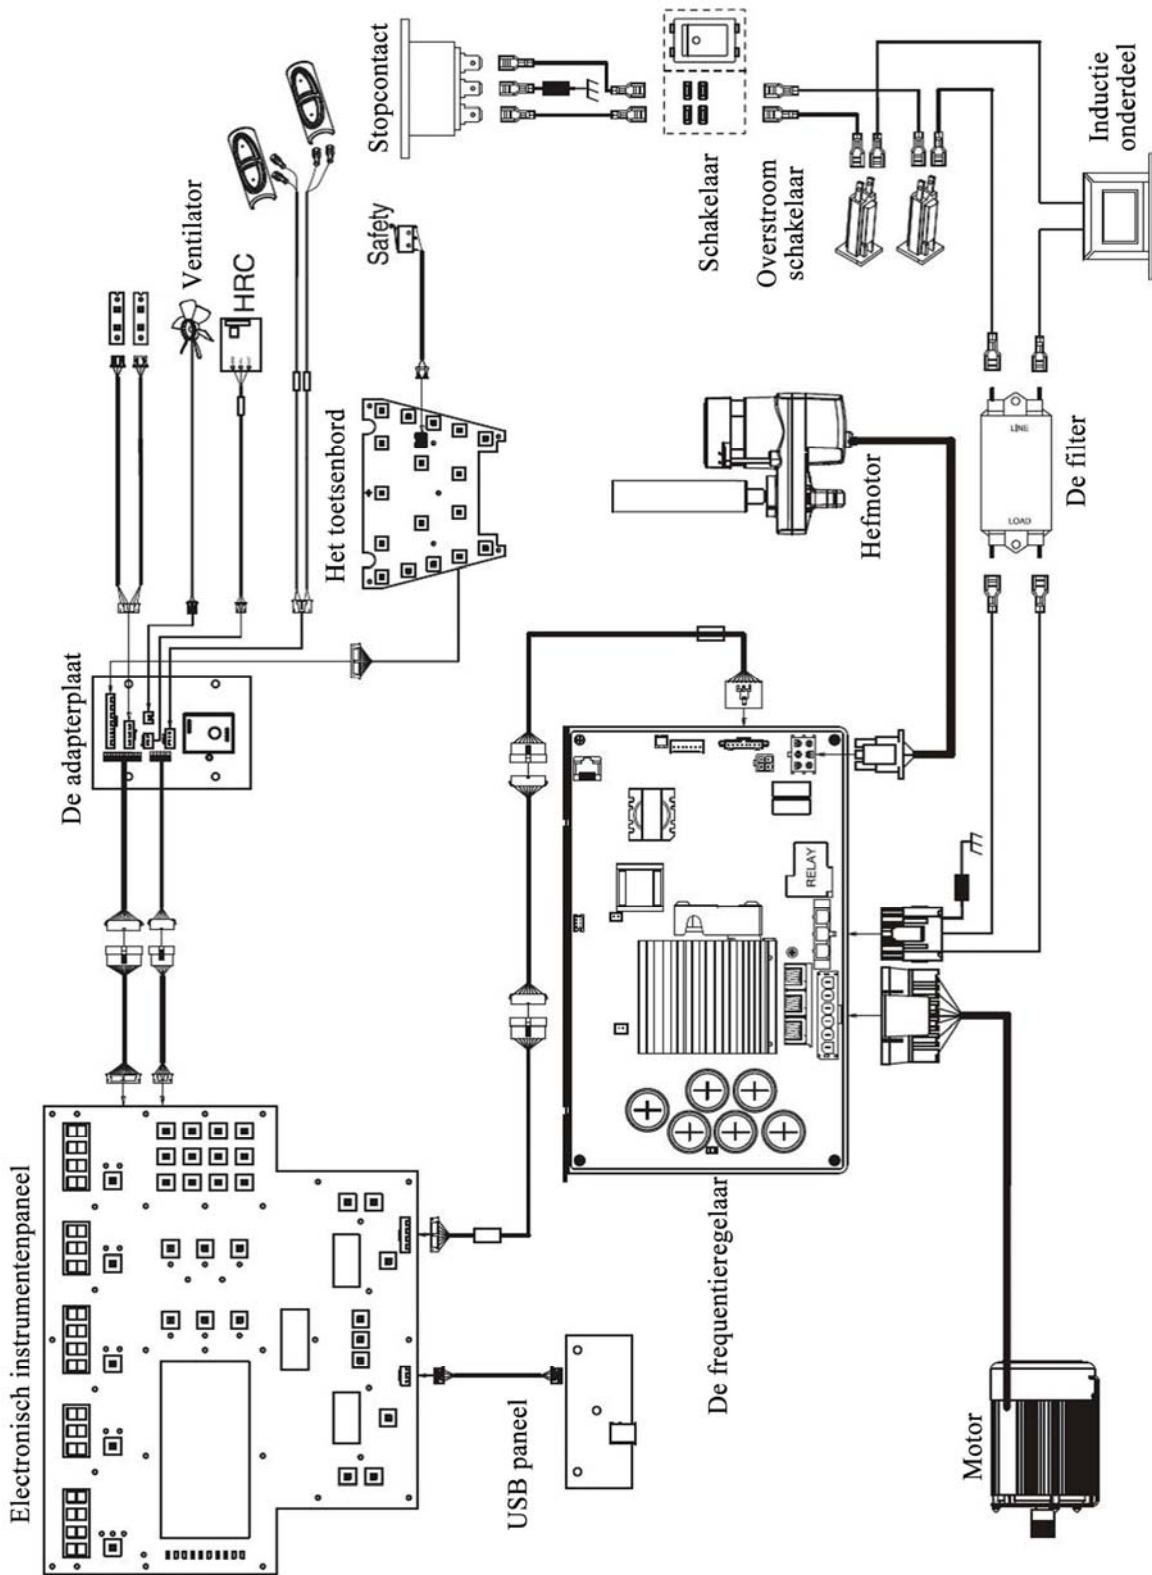 Electronisch instrumentenpaneel
De adapterplaat
Ventilator
HRC
Het toetsenbord
Safety
Stopcontact
Schakelaar
Overstroom
schakelaar
Inductie
onderdeel
Hefmotor
De filter
LINE
LOAD
RELAY
De frequentieregelaar
USB paneel
Motor